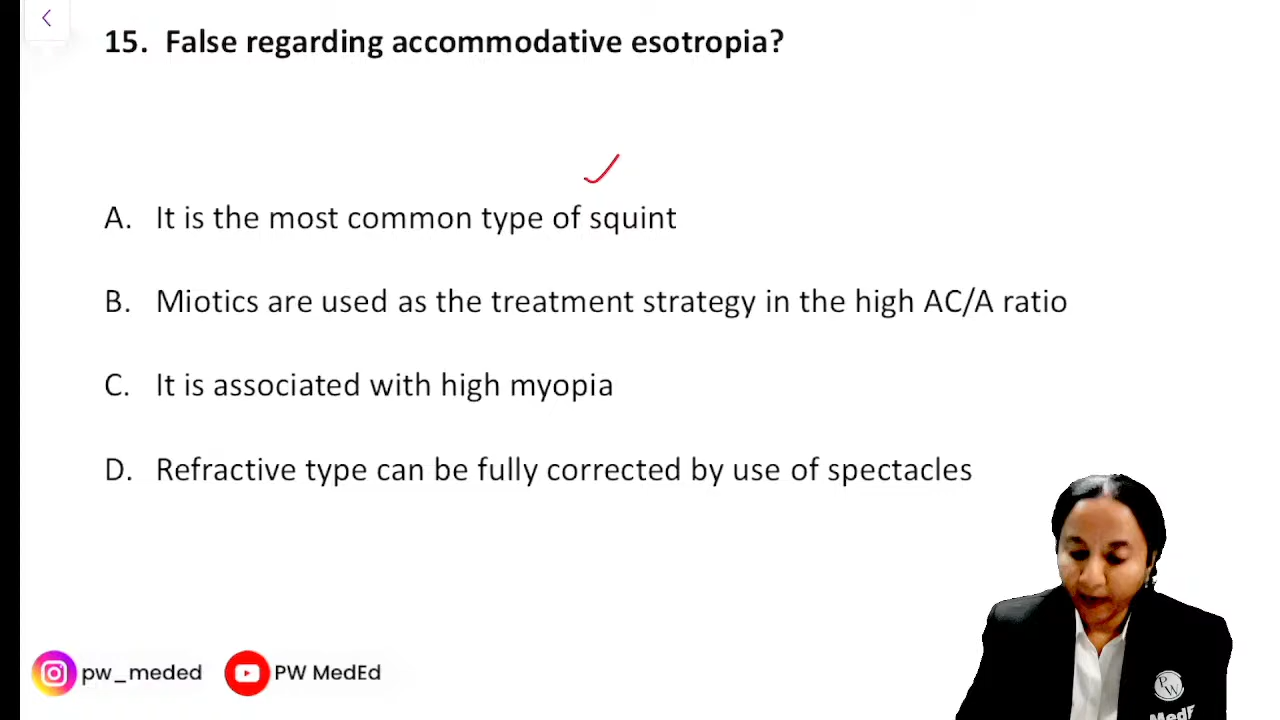 15. False regarding accommodative esotropia?
A. It is the most common type of squint
B. Miotics are used as the treatment strategy in the high AC/A ratio
C. It is associated with high myopia
D. Refractive type can be fully corrected by use of spectacles
pw_meded PW MedEd
PW
MedE